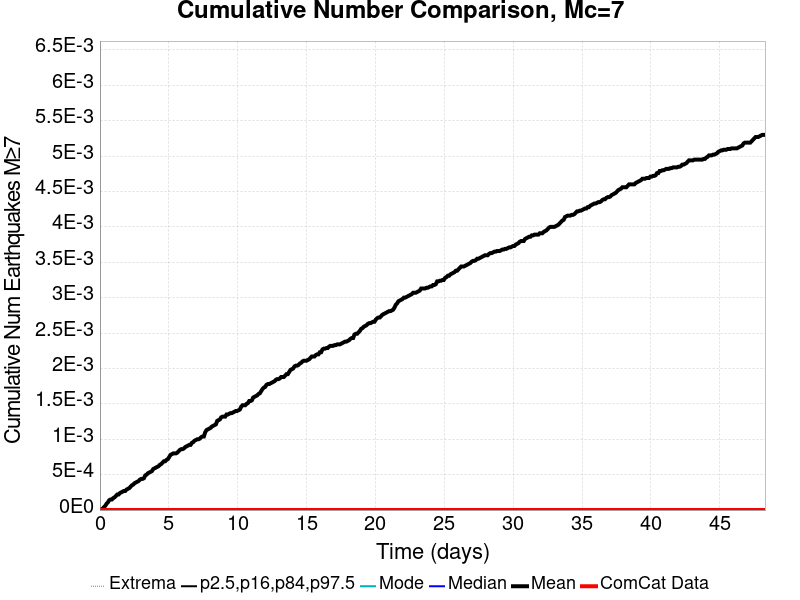 Cumulative Number Comparison, Mc=7
Cumulative Num Earthquakes M≥7
6.5E-3
6E-3
5.5E-3
5E-3
4.5E-3
4E-3
3.5E-3
3E-3
2.5E-3
2E-3
1.5E-3
1E-3
5E-4
0E0
0 5 10 15 20 25 30 35 40 45
Time (days)
Extrema p2.5,p16,p84,p97.5 Mode Median Mean ComCat Data